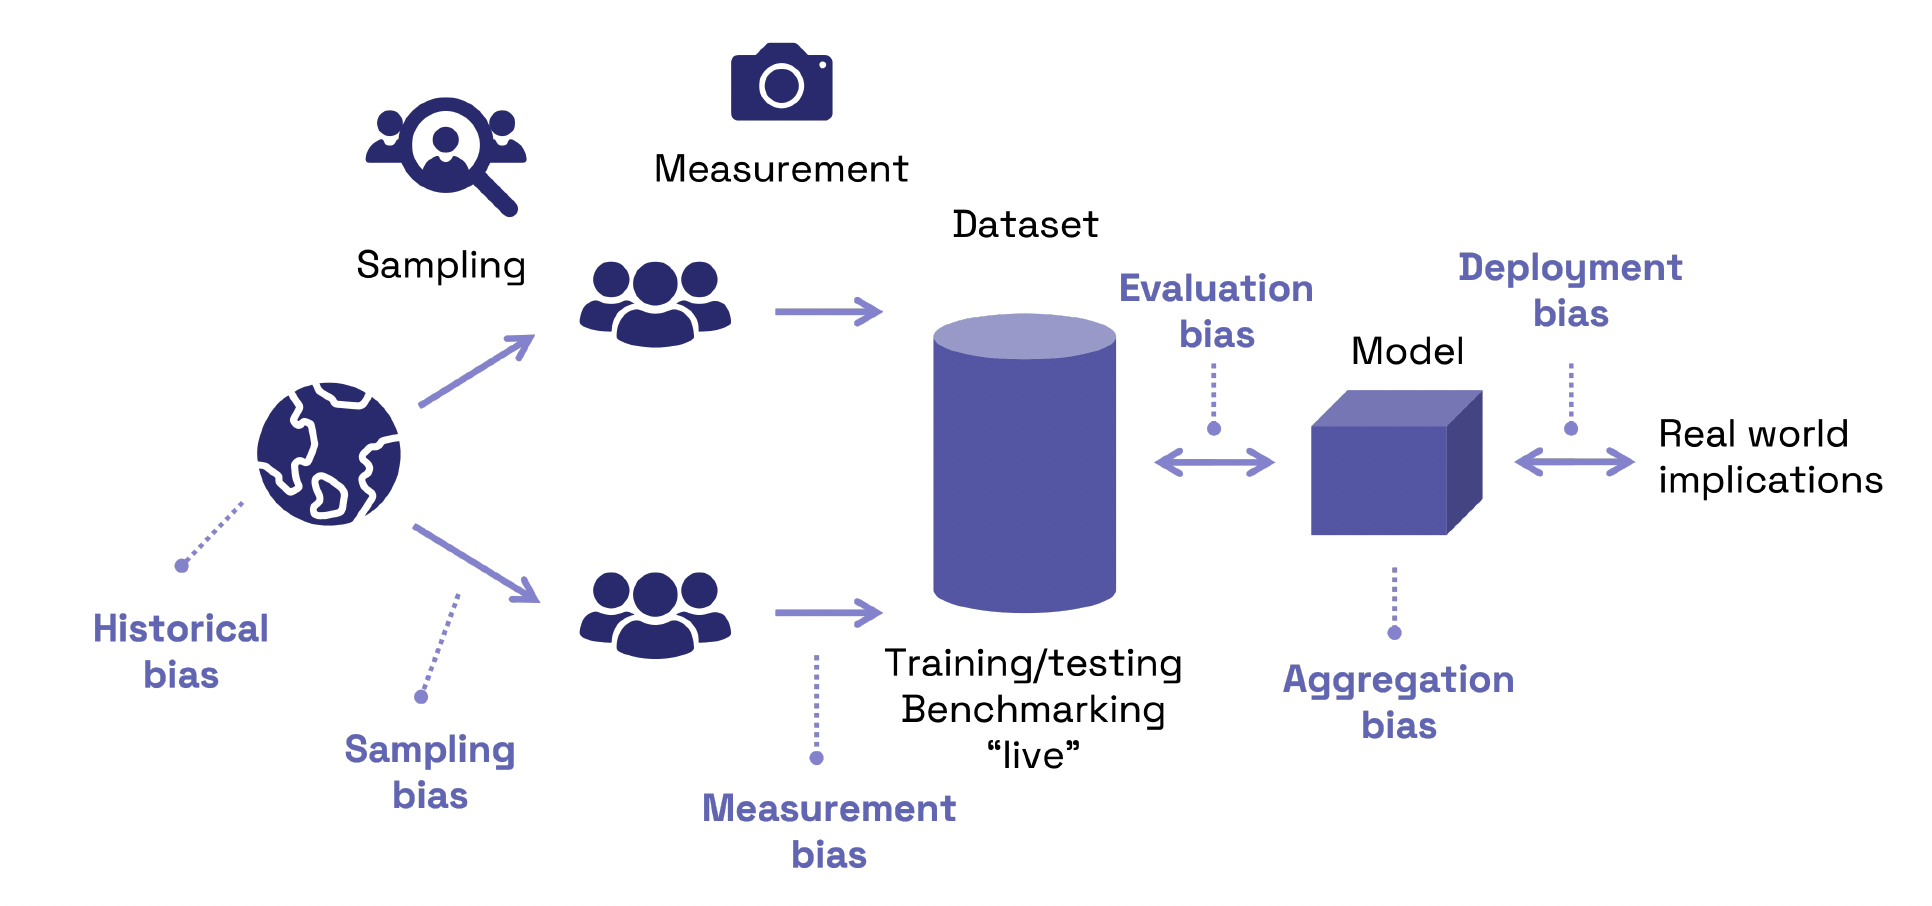 Measurement
Sampling
Dataset
Evaluation
bias
Deployment
bias
Model
Real world
implications
Historical
bias
Sampling
bias
Measurement
bias
Training/testing
Benchmarking
“live”
Aggregation
bias